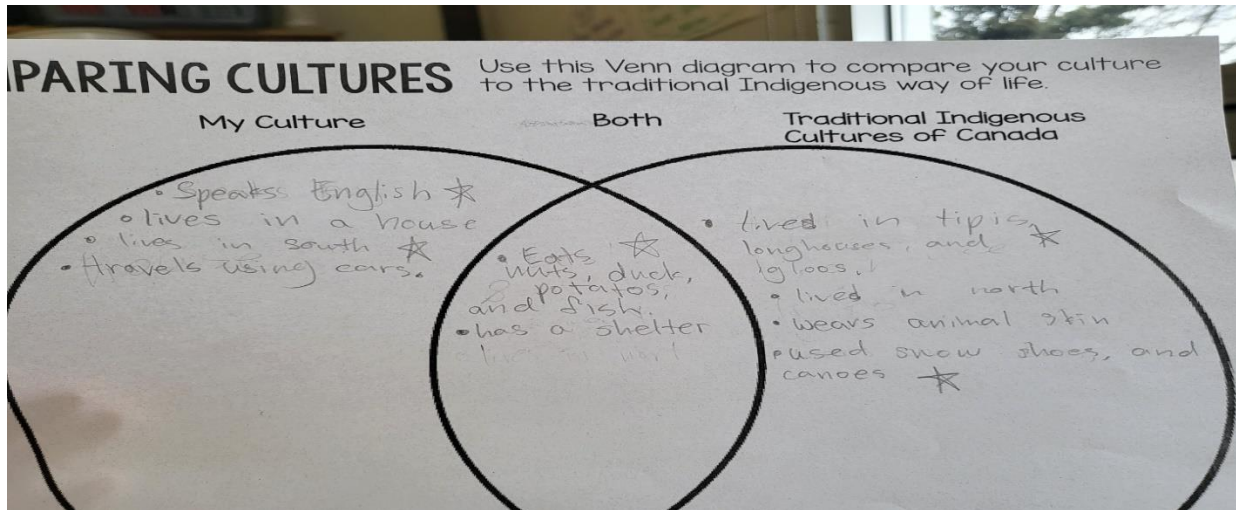 PARING CULTURES
Use this Venn diagram to compare your culture
to the traditional Indigenous way of life.
My Culture
Both
Traditional Indigenous
Cultures of Canada
• Speaks English ☆
• lives in a house
• lives in south ☆
• travels using cars.
• Eats ☆
nuts, duck,
potatos,
and fish.
• has a shelter
• lived in tipis,
longhouses, and ☆
Igloos.
• lived in north
• wears animal skin
• used snow shoes, and
canoes ☆